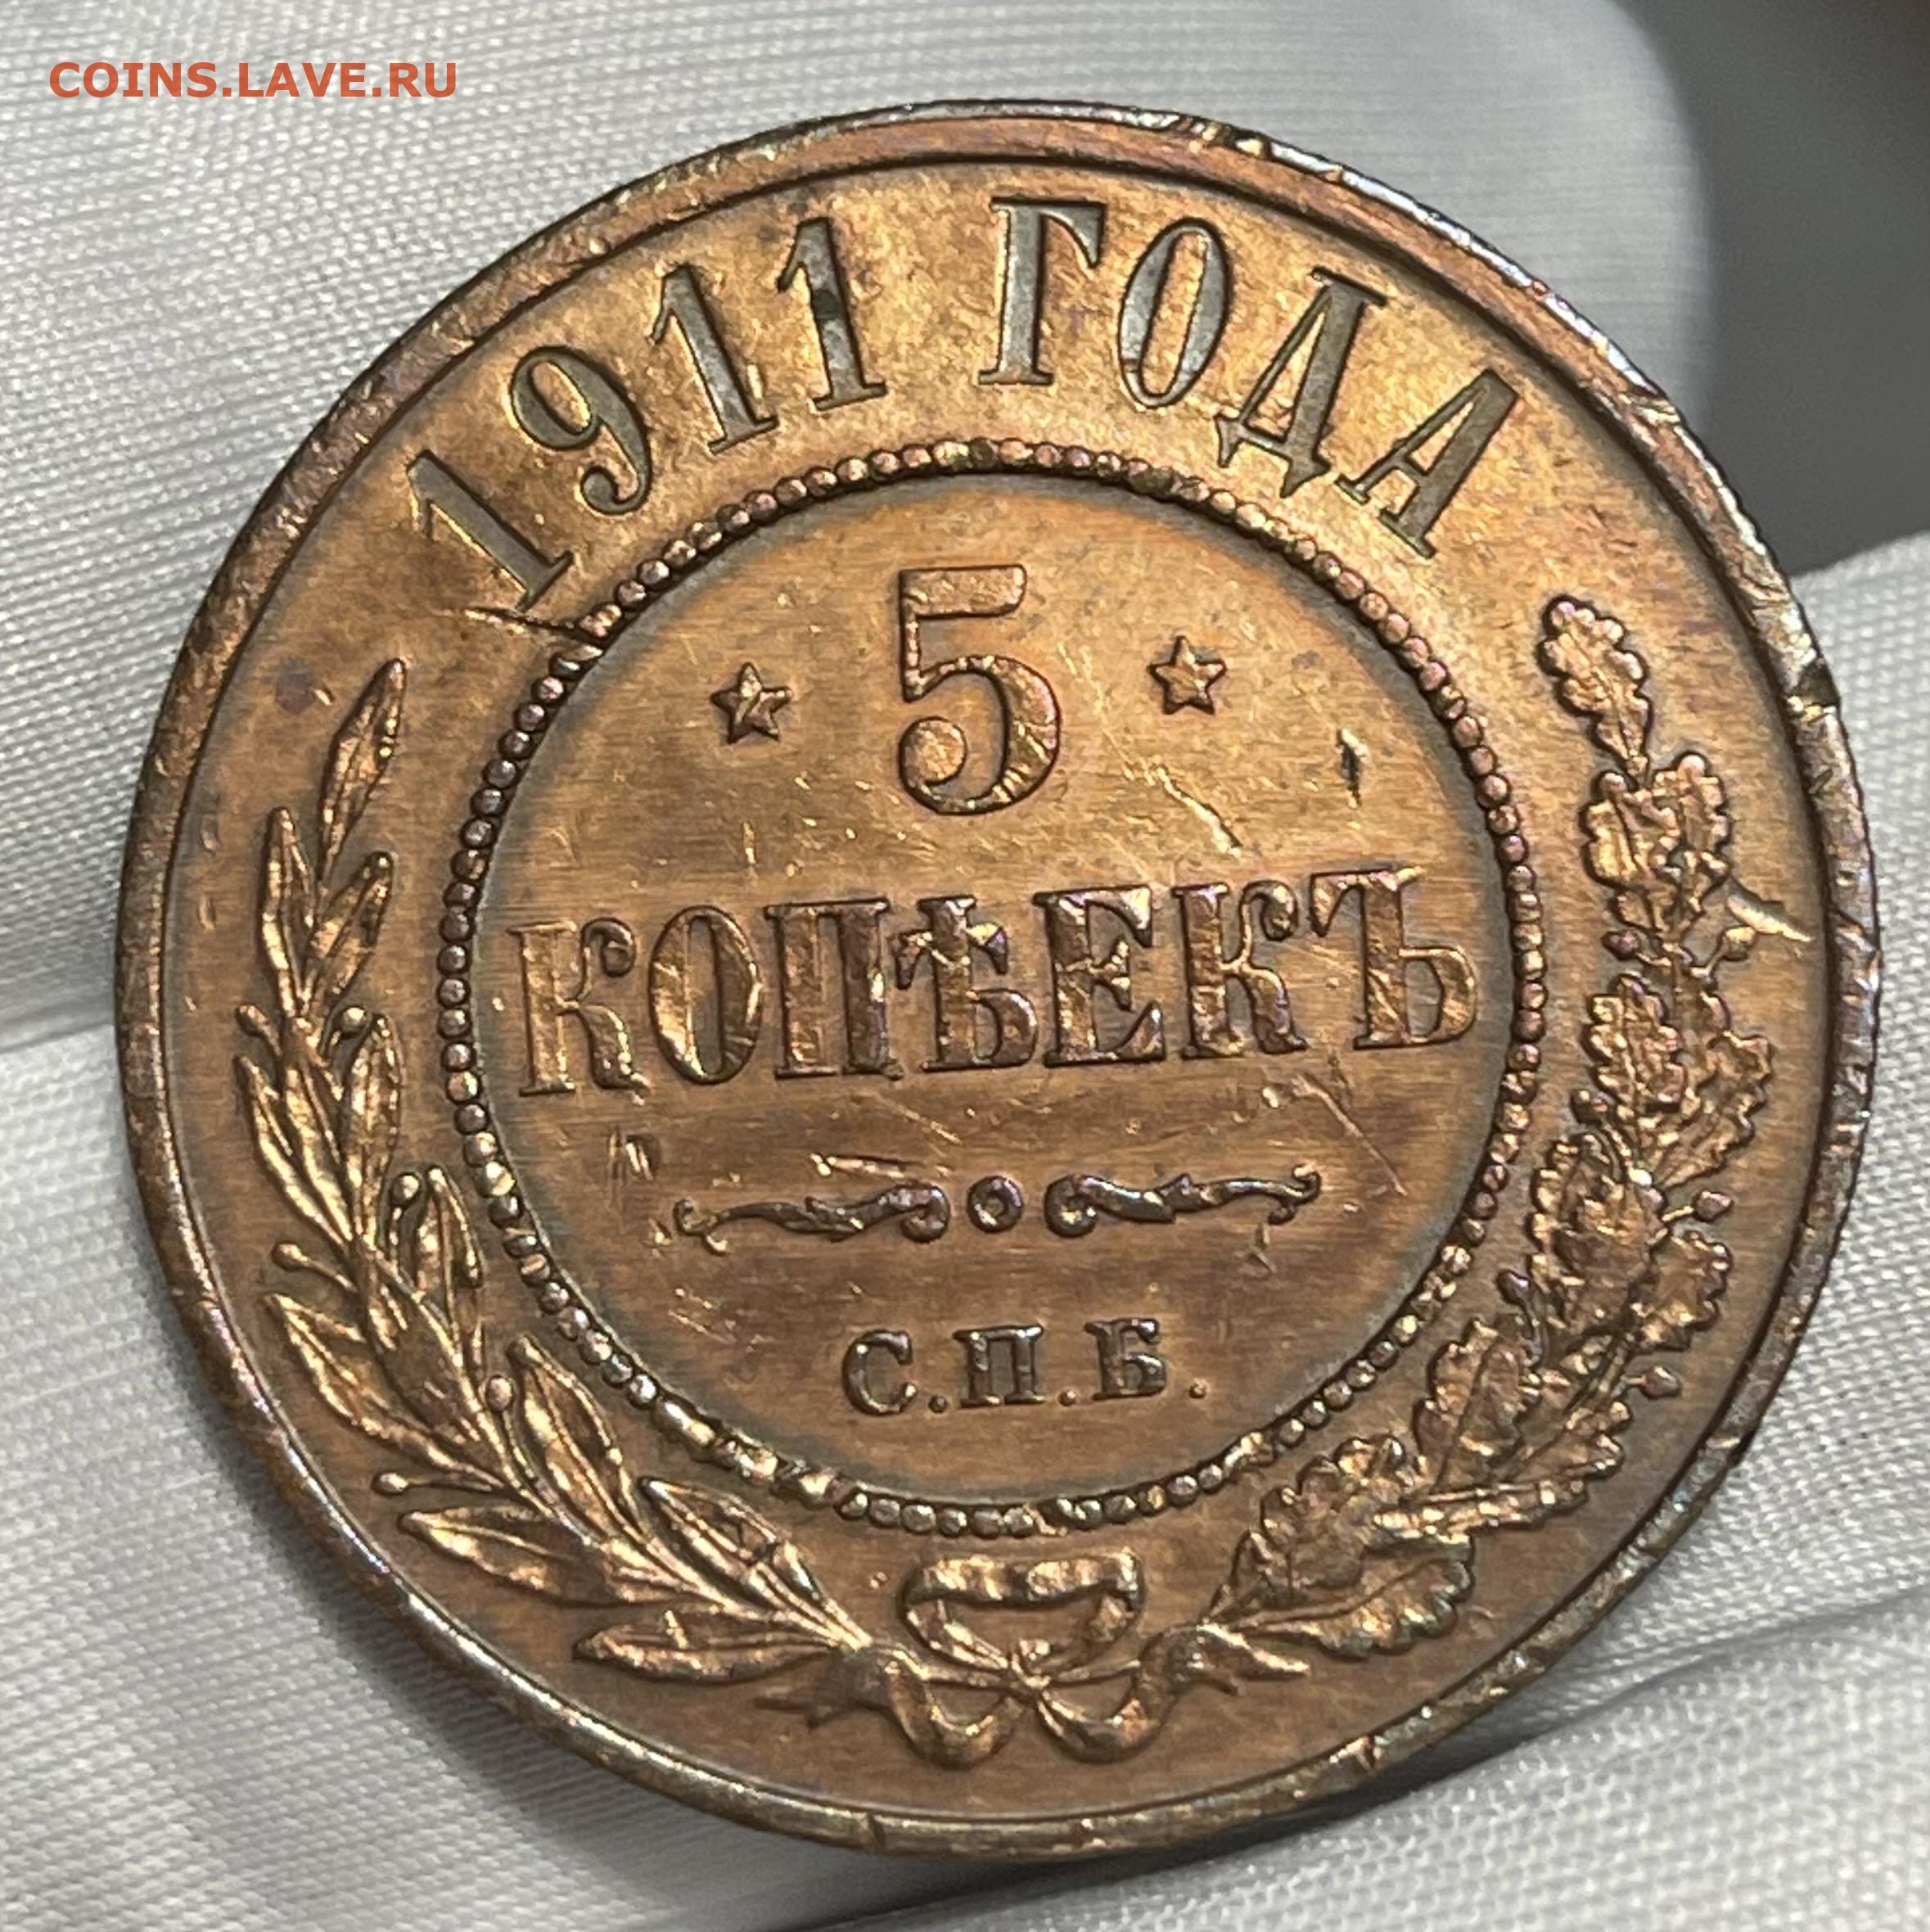 COINS.LAVE.RU
1911 ГОДА
5
КОПѢЕКЪ
С.П.Б.